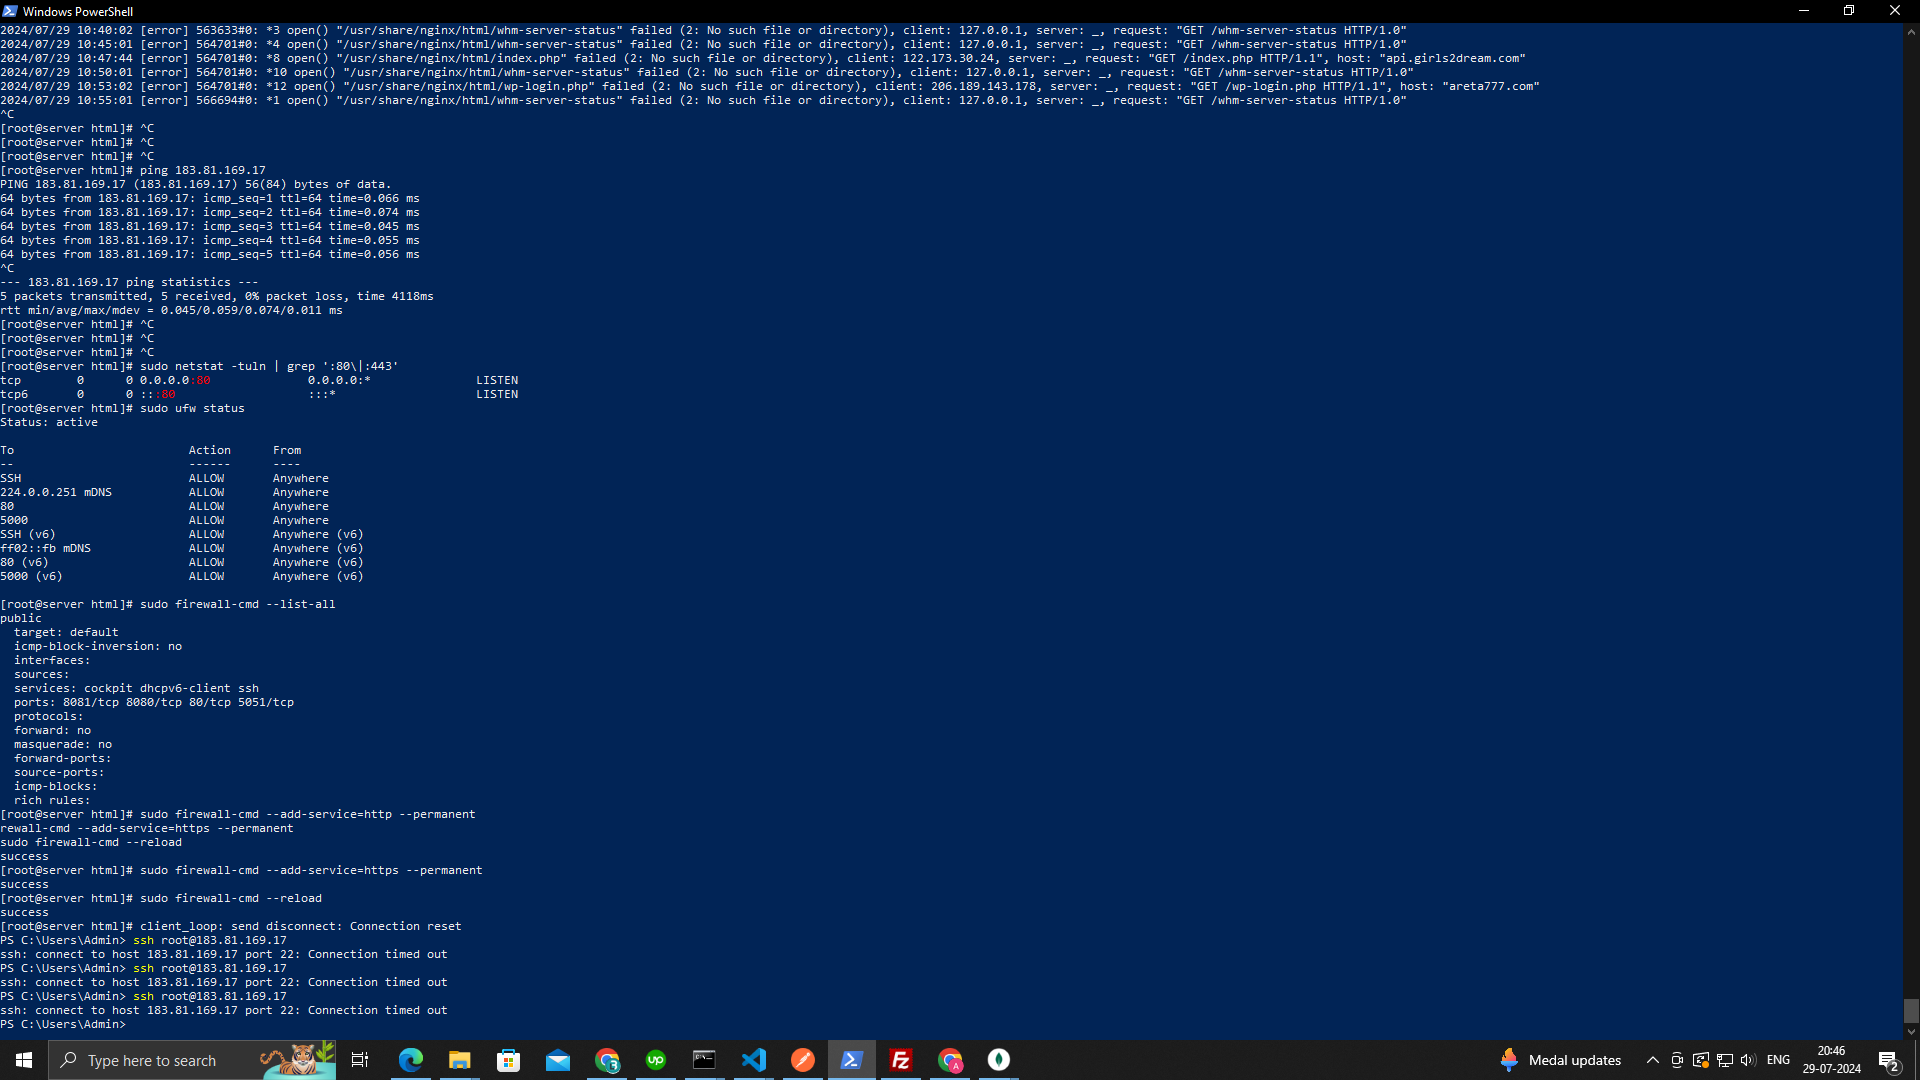 Windows PowerShell
2024/07/29 10:40:02 [error] 563633#0: *3 open() "/usr/share/nginx/html/whm-server-status" failed (2: No such file or directory), client: 127.0.0.1, server: _, request: "GET /whm-server-status HTTP/1.0"
2024/07/29 10:45:01 [error] 564701#0: *4 open() "/usr/share/nginx/html/whm-server-status" failed (2: No such file or directory), client: 127.0.0.1, server: _, request: "GET /whm-server-status HTTP/1.0"
2024/07/29 10:47:44 [error] 564701#0: *8 open() "/usr/share/nginx/html/index.php" failed (2: No such file or directory), client: 122.173.30.24, server: _, request: "GET /index.php HTTP/1.1", host: "api.girls2dream.com"
2024/07/29 10:50:01 [error] 564701#0: *10 open() "/usr/share/nginx/html/whm-server-status" failed (2: No such file or directory), client: 127.0.0.1, server: _, request: "GET /whm-server-status HTTP/1.0"
2024/07/29 10:53:02 [error] 564701#0: *12 open() "/usr/share/nginx/html/wp-login.php" failed (2: No such file or directory), client: 206.189.143.178, server: _, request: "GET /wp-login.php HTTP/1.1", host: "areta777.com"
2024/07/29 10:55:01 [error] 566694#0: *1 open() "/usr/share/nginx/html/whm-server-status" failed (2: No such file or directory), client: 127.0.0.1, server: _, request: "GET /whm-server-status HTTP/1.0"
^C
[root@server html]# ^C
[root@server html]# ^C
[root@server html]# ^C
[root@server html]# ping 183.81.169.17
PING 183.81.169.17 (183.81.169.17) 56(84) bytes of data.
64 bytes from 183.81.169.17: icmp_seq=1 ttl=64 time=0.066 ms
64 bytes from 183.81.169.17: icmp_seq=2 ttl=64 time=0.074 ms
64 bytes from 183.81.169.17: icmp_seq=3 ttl=64 time=0.045 ms
64 bytes from 183.81.169.17: icmp_seq=4 ttl=64 time=0.055 ms
64 bytes from 183.81.169.17: icmp_seq=5 ttl=64 time=0.056 ms
^C
--- 183.81.169.17 ping statistics ---
5 packets transmitted, 5 received, 0% packet loss, time 4118ms
rtt min/avg/max/mdev = 0.045/0.059/0.074/0.011 ms
[root@server html]# ^C
[root@server html]# ^C
[root@server html]# ^C
[root@server html]# sudo netstat -tuln | grep ':80\|:443'
tcp        0      0 0.0.0.0:80              0.0.0.0:*               LISTEN
tcp6       0      0 :::80                   :::*                    LISTEN
[root@server html]# sudo ufw status
Status: active
To                         Action      From
--                         ------      ----
SSH                        ALLOW       Anywhere
224.0.0.251 mDNS           ALLOW       Anywhere
80                         ALLOW       Anywhere
5000                       ALLOW       Anywhere
SSH (v6)                   ALLOW       Anywhere (v6)
ff02::fb mDNS              ALLOW       Anywhere (v6)
80 (v6)                    ALLOW       Anywhere (v6)
5000 (v6)                  ALLOW       Anywhere (v6)
[root@server html]# sudo firewall-cmd --list-all
public
  target: default
  icmp-block-inversion: no
  interfaces:
  sources:
  services: cockpit dhcpv6-client ssh
  ports: 8081/tcp 8080/tcp 80/tcp 5051/tcp
  protocols:
  forward: no
  masquerade: no
  forward-ports:
  source-ports:
  icmp-blocks:
  rich rules:
[root@server html]# sudo firewall-cmd --add-service=http --permanent
rewall-cmd --add-service=https --permanent
sudo firewall-cmd --reload
success
[root@server html]# sudo firewall-cmd --add-service=https --permanent
success
[root@server html]# sudo firewall-cmd --reload
success
[root@server html]# client_loop: send disconnect: Connection reset
PS C:\Users\Admin> ssh root@183.81.169.17
ssh: connect to host 183.81.169.17 port 22: Connection timed out
PS C:\Users\Admin> ssh root@183.81.169.17
ssh: connect to host 183.81.169.17 port 22: Connection timed out
PS C:\Users\Admin> ssh root@183.81.169.17
ssh: connect to host 183.81.169.17 port 22: Connection timed out
PS C:\Users\Admin>
Type here to search
up
Fz
A
Medal updates
ENG
20:46
29-07-2024
2